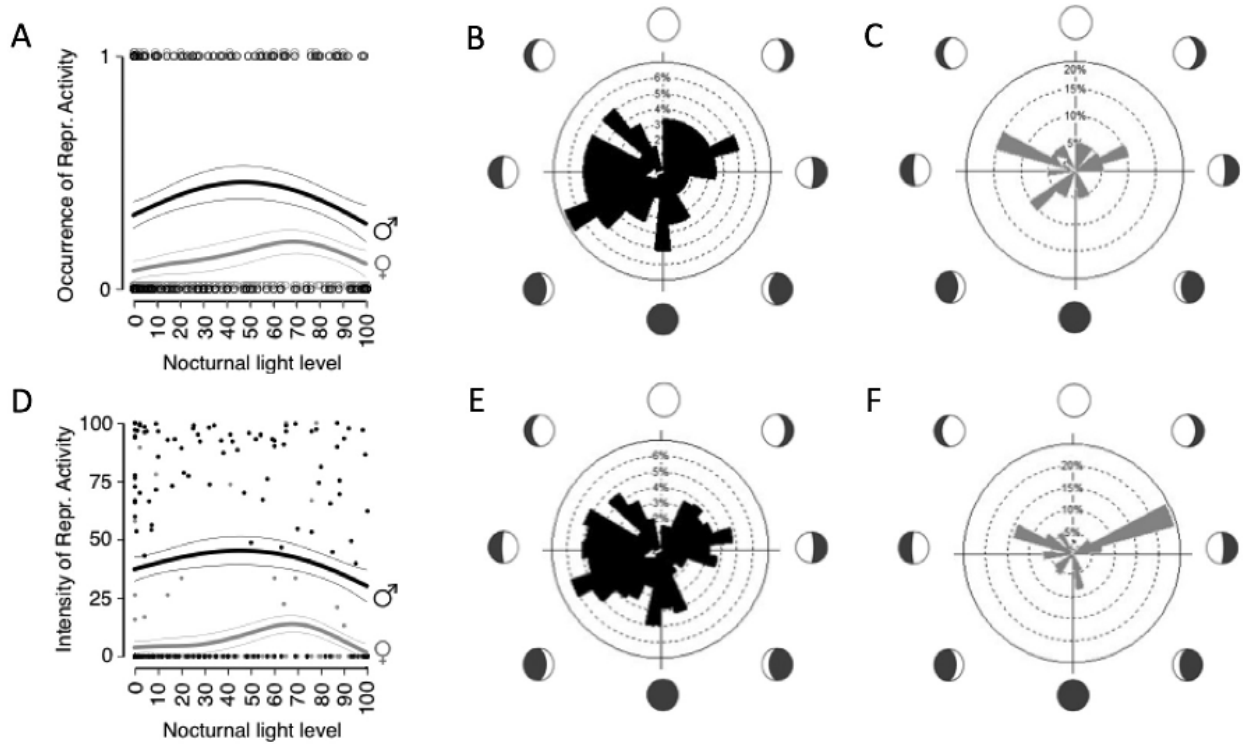 A
Occurrence of Repr. Activity
1
0
0 10 20 30 40 50 60 70 80 90 100
Nocturnal light level
♂
♀
B
6%
5%
4%
3%
C
20%
15%
10%
5%
D
Intensity of Repr. Activity
100
75
50
25
0
0 10 20 30 40 50 60 70 80 90 100
Nocturnal light level
♂
♀
E
6%
5%
4%
3%
F
20%
15%
10%
5%